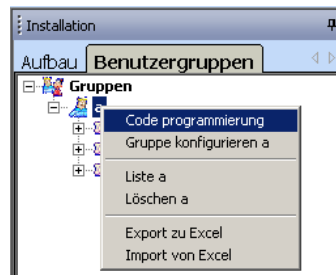 Installation
Aufbau Benutzergruppen
Gruppen
a
Code programmierung
Gruppe konfigurieren a
Liste a
Löschen a
Export zu Excel
Import von Excel